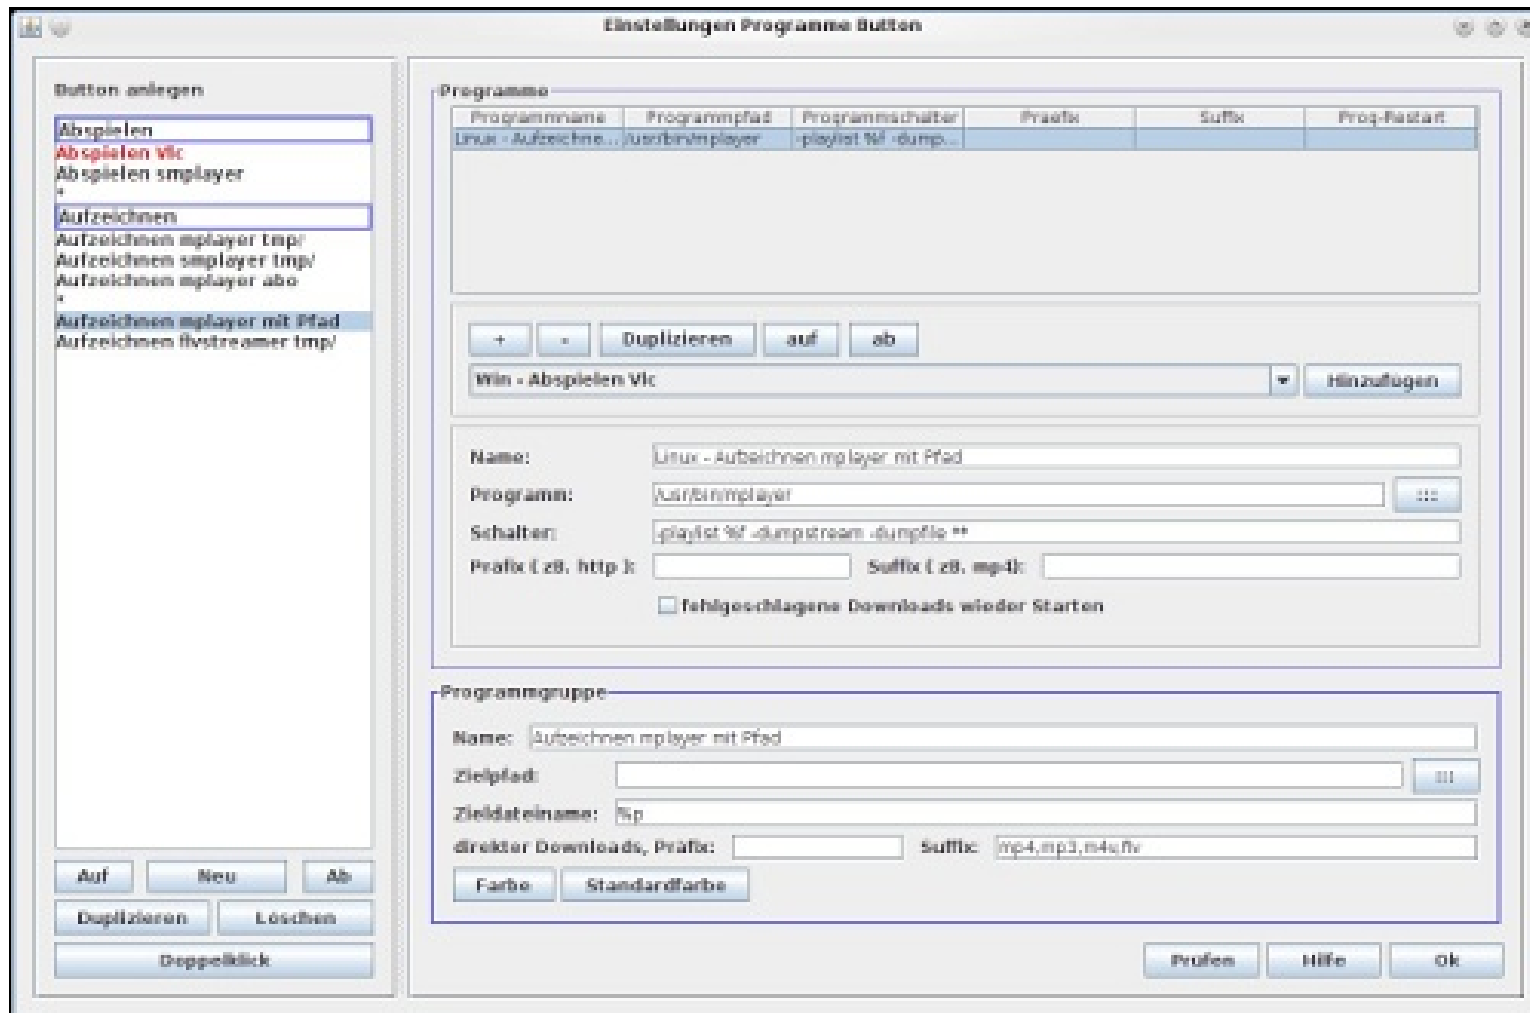 Einstellungen Programme Button
Button anlegen
Abspielen
Abspielen Vlc
Abspielen smplayer
*
Aufzeichnen
Aufzeichnen mplayer tmp/
Aufzeichnen smplayer tmp/
Aufzeichnen mplayer abo
*
Aufzeichnen mplayer mit Pfad
Aufzeichnen flvstreamer tmp/
Auf Neu Ab
Duplizieren Löschen
Doppelklick
Programme
Programmname Programmpfad Programmschalter Praefix Suffix Prog-Restart
Linux - Aufzeichne... /usr/bin/mplayer -playlist %f -dump...
+ - Duplizieren auf ab
Win - Abspielen Vlc Hinzufügen
Name: Linux - Aufzeichnen mplayer mit Pfad
Programm: /usr/bin/mplayer :::
Schalter: -playlist %f -dumpstream -dumpfile **
Präfix ( zB. http ): Suffix ( zB. mp4):
fehlgeschlagene Downloads wieder Starten
Programmgruppe
Name: Aufzeichnen mplayer mit Pfad
Zielpfad: :::
Zieldateiname: %p
direkter Downloads, Präfix: Suffix: mp4,mp3,m4v,flv
Farbe Standardfarbe
Prüfen Hilfe Ok